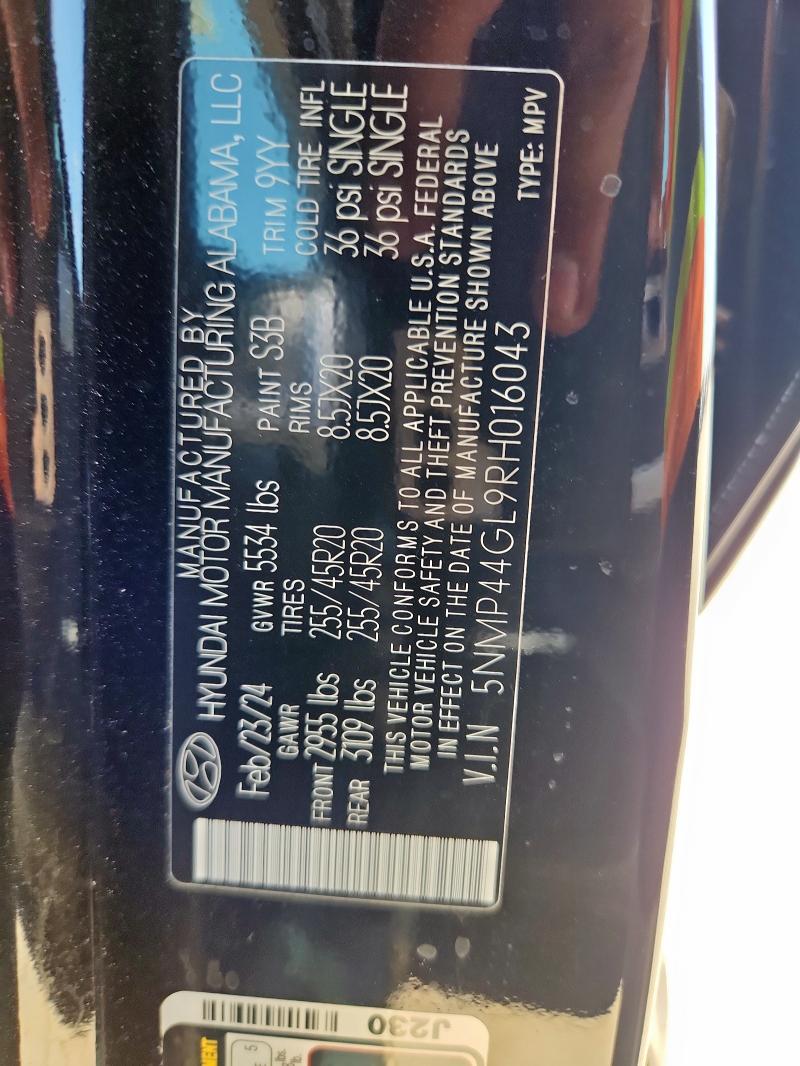 MANUFACTURED BY
HYUNDAI MOTOR MANUFACTURING ALABAMA, LLC
Feb/23/24 GVWR 5534 lbs PAINT S3B TRIM 9YY
GAWR TIRES RIMS COLD TIRE INFL
FRONT 2955 lbs 255/45R20 8.5JX20 36 psi SINGLE
REAR 3109 lbs 255/45R20 8.5JX20 36 psi SINGLE
THIS VEHICLE CONFORMS TO ALL APPLICABLE U.S.A. FEDERAL
MOTOR VEHICLE SAFETY AND THEFT PREVENTION STANDARDS
IN EFFECT ON THE DATE OF MANUFACTURE SHOWN ABOVE
V.I.N 5NMP44GL9RH016043 TYPE: MPV
J230